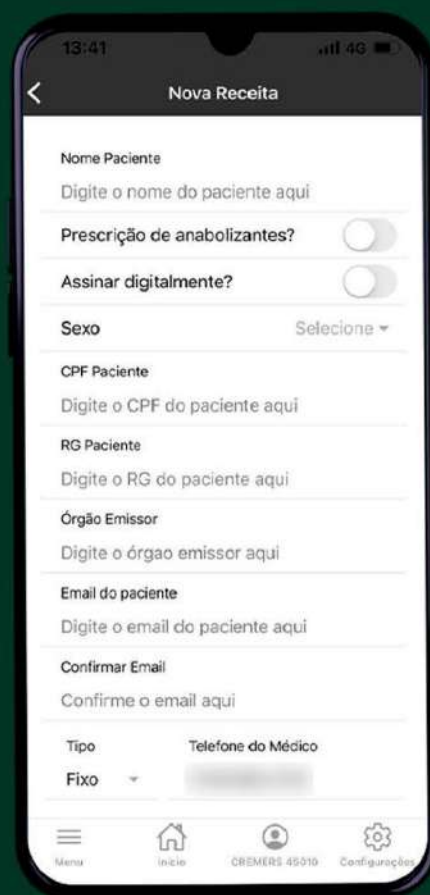 13:41
4G
Nova Receita
Nome Paciente
Digite o nome do paciente aqui
Prescrição de anabolizantes?
Assinar digitalmente?
Sexo Selecione
CPF Paciente
Digite o CPF do paciente aqui
RG Paciente
Digite o RG do paciente aqui
Órgão Emissor
Digite o órgao emissor aqui
Email do paciente
Digite o email do paciente aqui
Confirmar Email
Confirme o email aqui
Tipo Telefone do Médico
Fixo
Menu início CREMERS 45010 Configurações